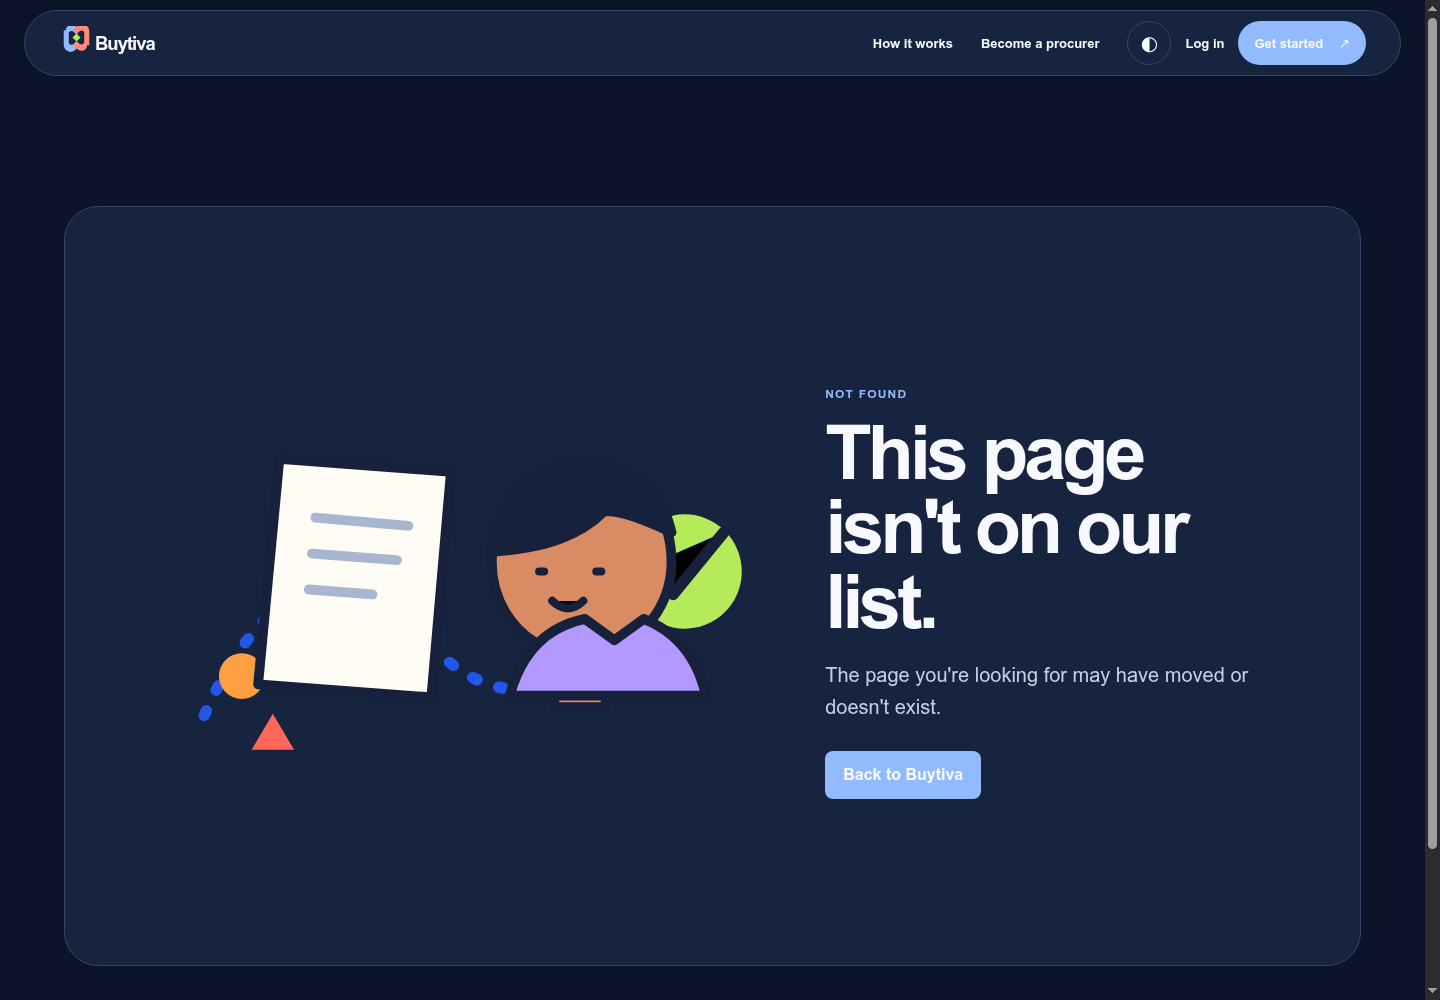 Buytiva
How it works
Become a procurer
Log in
Get started ↗
NOT FOUND
This page
isn't on our
list.
The page you're looking for may have moved or
doesn't exist.
Back to Buytiva